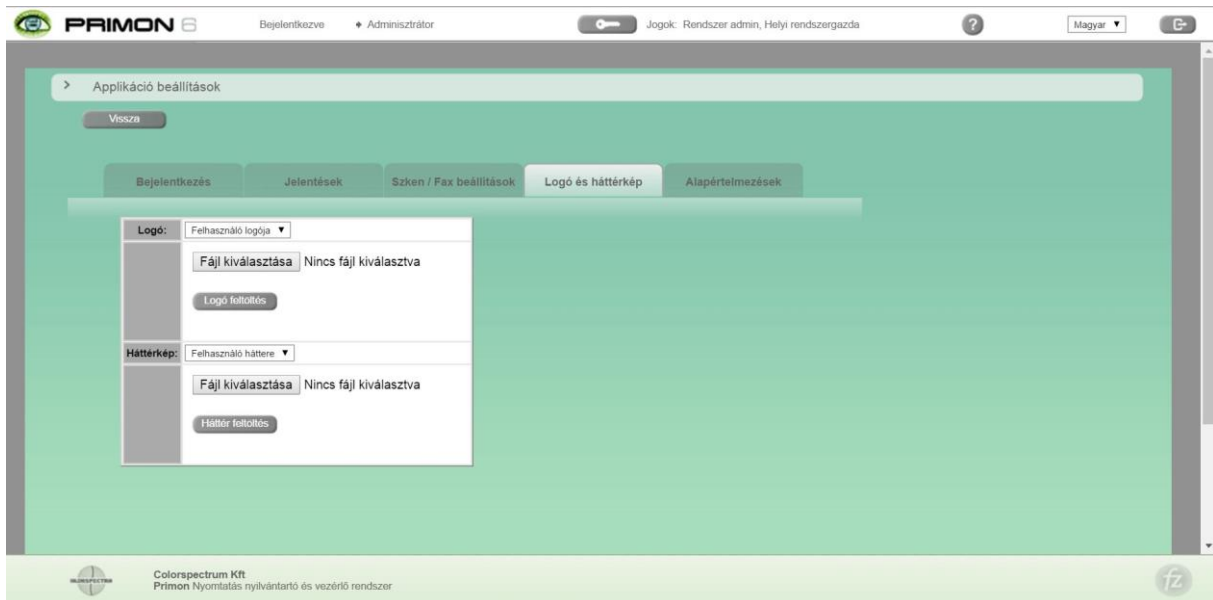 PRIMON 6 Bejelentkezve Adminisztrátor Jogok: Rendszer admin, Helyi rendszergazda ? Magyar
Applikáció beállítások
Vissza
Bejelentkezés Jelentések Szken / Fax beállítások Logó és háttérkép Alapértelmezések
Logó: Felhasználó logója
Fájl kiválasztása Nincs fájl kiválasztva
Logó feltöltés
Háttérkép: Felhasználó háttere
Fájl kiválasztása Nincs fájl kiválasztva
Háttér feltöltés
COLORSPECTRUM Colorspectrum Kft
Primon Nyomtatás nyilvántartó és vezérlő rendszer
fz